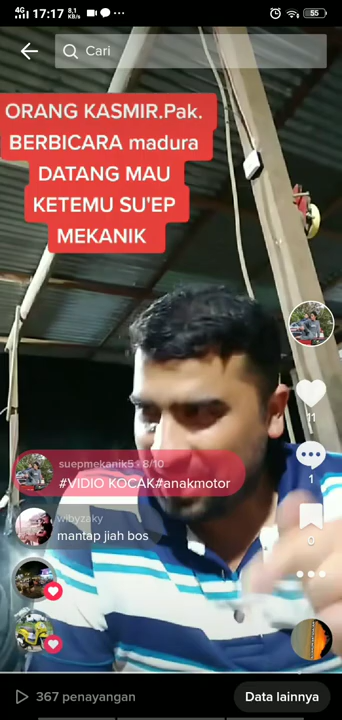 4G 17:17 8,1 KB/s 55
Cari
ORANG KASMIR.Pak.
BERBICARA madura
DATANG MAU
KETEMU SU'EP
MEKANIK
11
suepmekanik5 · 8/10
#VIDIO KOCAK#anakmotor
1
wibyzaky
mantap jiah bos
0
367 penayangan
Data lainnya